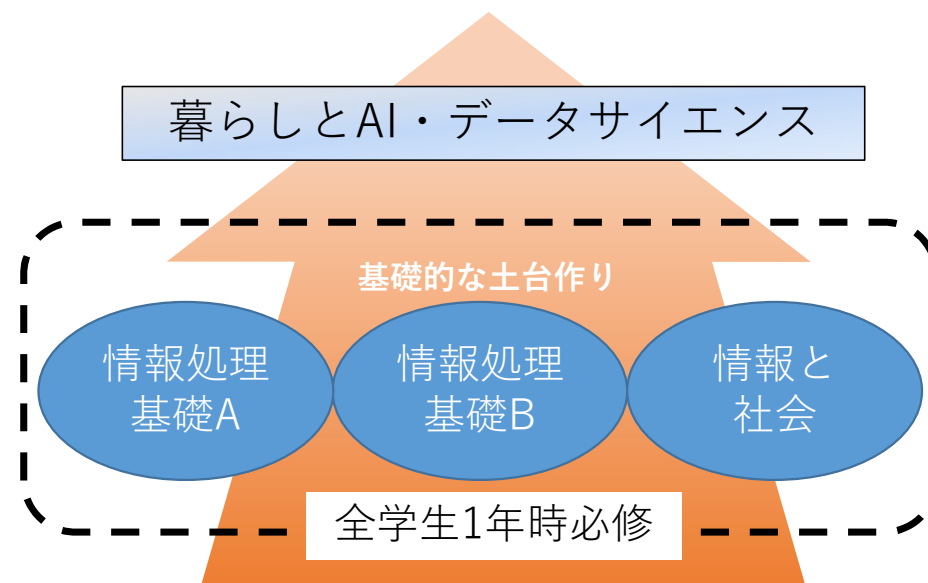 暮らしとAI・データサイエンス
基礎的な土台作り
情報処理
基礎A
情報処理
基礎B
情報と
社会
全学生1年時必修